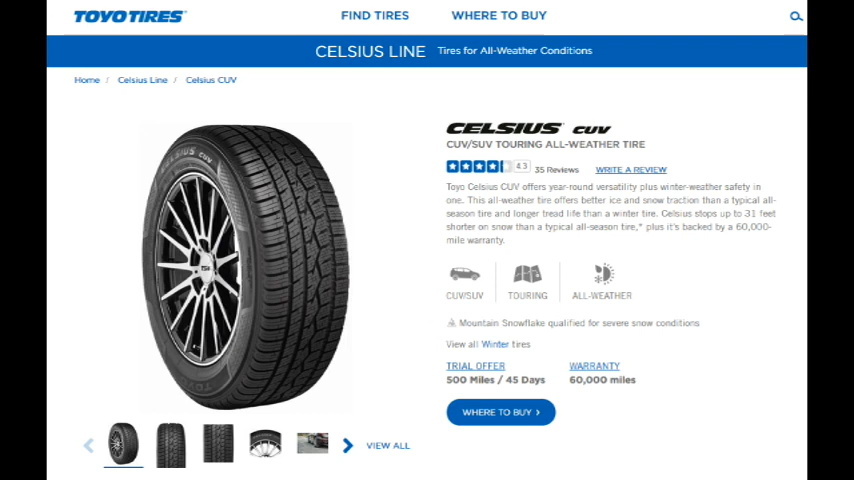 TOYO TIRES
FIND TIRES
WHERE TO BUY
CELSIUS LINE Tires for All-Weather Conditions
Home / Celsius Line / Celsius CUV
CELSIUS CUV
CELSIUS CUV
CUV/SUV TOURING ALL-WEATHER TIRE
4.3 35 Reviews WRITE A REVIEW
Toyo Celsius CUV offers year-round versatility plus winter-weather safety in
one. This all-weather tire offers better ice and snow traction than a typical all-
season tire and longer tread life than a winter tire. Celsius stops up to 31 feet
shorter on snow than a typical all-season tire,* plus it's backed by a 60,000-
mile warranty.
CUV/SUV
TOURING
ALL-WEATHER
Mountain Snowflake qualified for severe snow conditions
View all Winter tires
TRIAL OFFER
500 Miles / 45 Days
WARRANTY
60,000 miles
WHERE TO BUY >
VIEW ALL